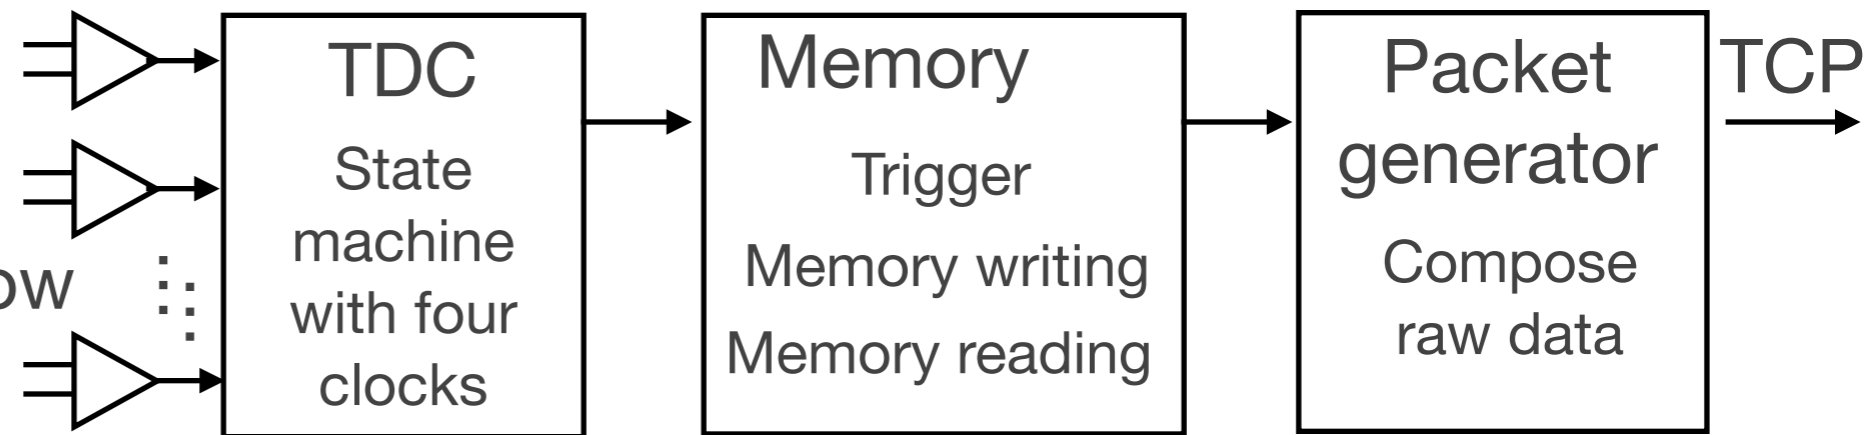 TDC
State
machine
with four
clocks
Memory
Trigger
Memory writing
Memory reading
Packet
generator
Compose
raw data
TCP